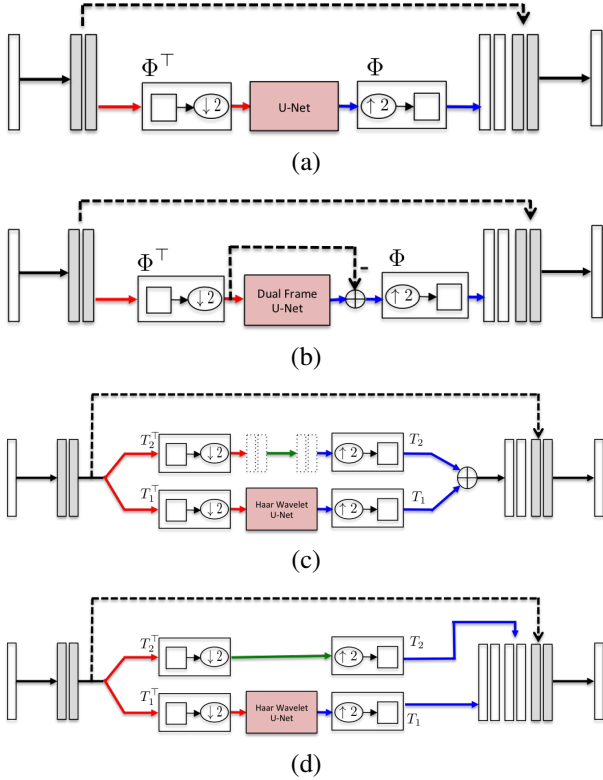 Φ⊤
Φ
↓ 2
U-Net
↑ 2
(a)
Φ⊤
Φ
↓ 2
Dual Frame
U-Net
-
↑ 2
(b)
T₂⊤
T₂
↓ 2
↑ 2
T₁⊤
T₁
↓ 2
Haar Wavelet
U-Net
↑ 2
(c)
T₂⊤
T₂
↓ 2
↑ 2
T₁⊤
↓ 2
Haar Wavelet
U-Net
↑ 2
T₁
(d)